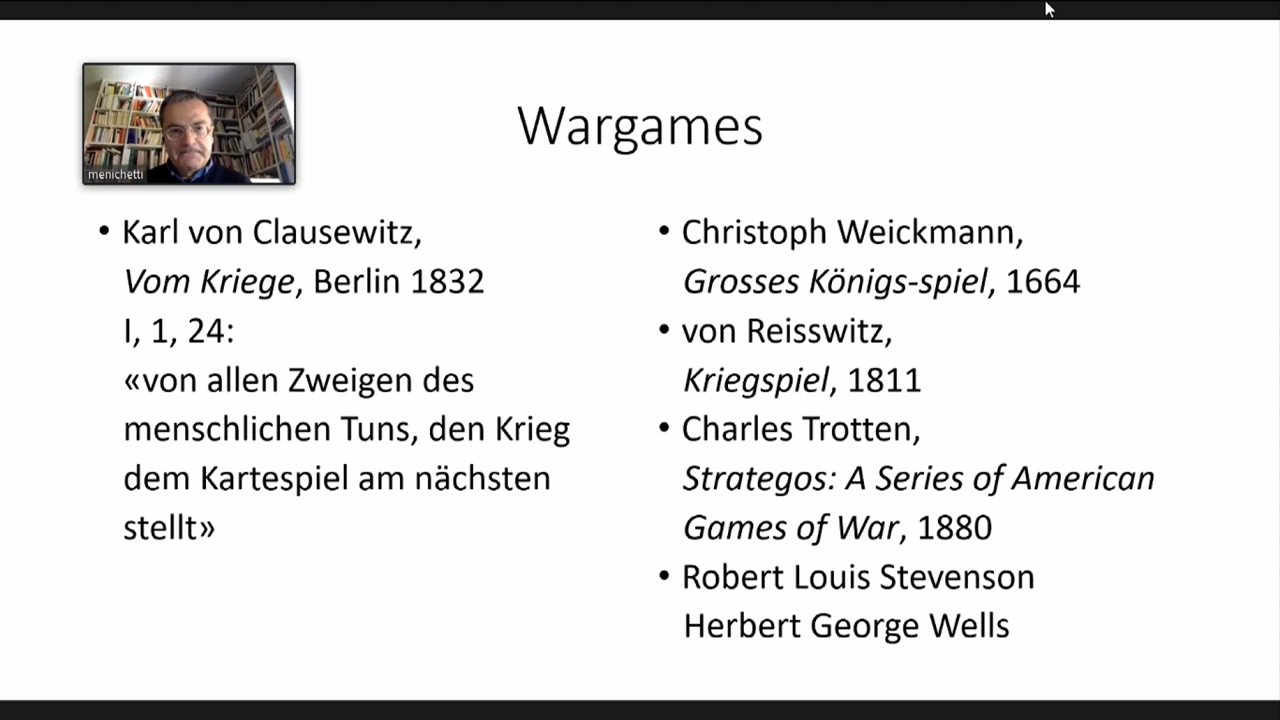 menichetti
Wargames
• Karl von Clausewitz,
Vom Kriege, Berlin 1832
I, 1, 24:
«von allen Zweigen des
menschlichen Tuns, den Krieg
dem Kartespiel am nächsten
stellt»
• Christoph Weickmann,
Grosses Königs-spiel, 1664
• von Reisswitz,
Kriegspiel, 1811
• Charles Trotten,
Strategos: A Series of American
Games of War, 1880
• Robert Louis Stevenson
Herbert George Wells